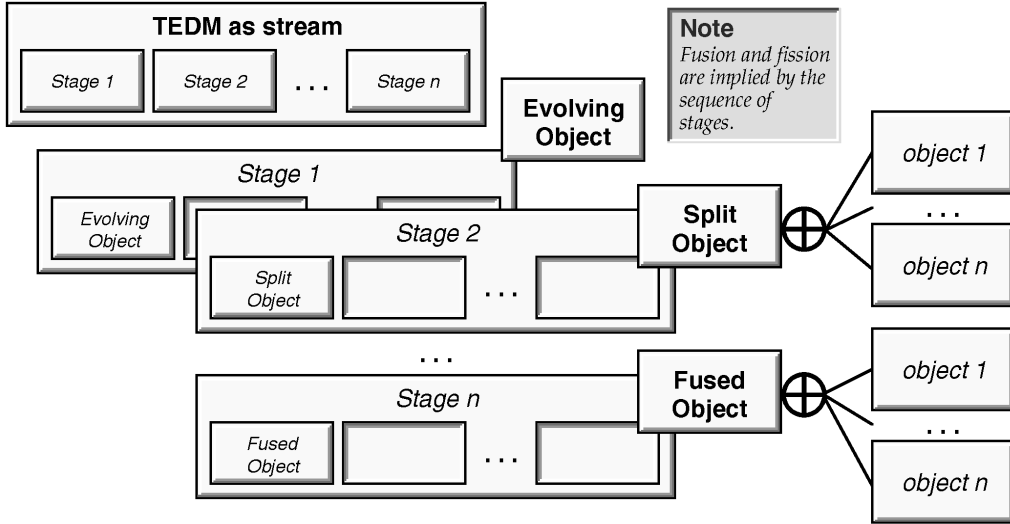 TEDM as stream
Stage 1
Stage 2
...
Stage n
Note
Fusion and fission
are implied by the
sequence of
stages.
Evolving
Object
Stage 1
Evolving
Object
Stage 2
Split
Object
...
Split
Object
object 1
...
object n
...
Stage n
Fused
Object
...
Fused
Object
object 1
...
object n